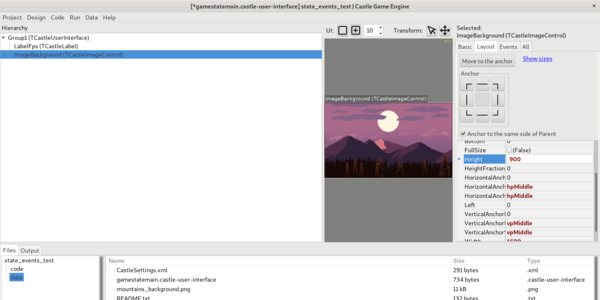 [*gamestatemain.castle-user-interface] state_events_test | Castle Game Engine
Project Design Code Run Data Help
Hierarchy
Group1 (TCastleUserInterface)
LabelFps (TCastleLabel)
ImageBackground (TCastleImageControl)
UI: 10 Transform:
ImageBackground (TCastleImageControl)
Selected:
ImageBackground (TCastleImageControl)
Basic Layout Events All
Move to the anchor Show sizes
Anchor
Anchor to the same side of Parent
Bottom 0
FullSize (False)
Height 900
HeightFraction 0
HorizontalAnch 0
HorizontalAnch hpMiddle
HorizontalAnch hpMiddle
Left 0
VerticalAnchor 0
VerticalAnchor vpMiddle
VerticalAnchor vpMiddle
Width 1600
Files Output
state_events_test
code
data
Name Size Type
CastleSettings.xml 291 bytes .xml
gamestatemain.castle-user-interface 734 bytes .castle-user-interface
mountains_background.png 11 kB .png
README.txt 132 bytes .txt